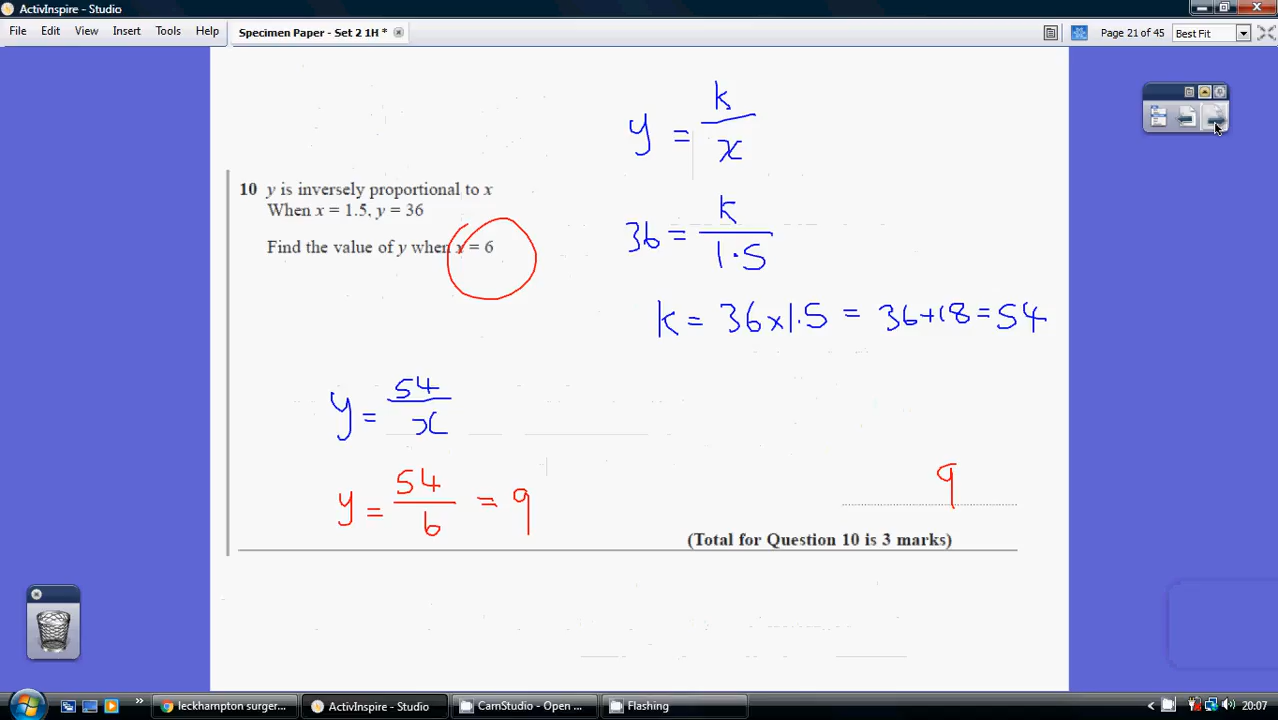 ActivInspire - Studio
File Edit View Insert Tools Help
Specimen Paper - Set 2 1H *
Page 21 of 45
Best Fit
y = k/x
10 y is inversely proportional to x
When x = 1.5, y = 36
Find the value of y when x = 6
36 = k/1.5
k = 36x1.5 = 36+18 = 54
y = 54/x
y = 54/6 = 9
9
(Total for Question 10 is 3 marks)
leckhampton surger...
ActivInspire - Studio
CamStudio - Open ...
Flashing
20:07